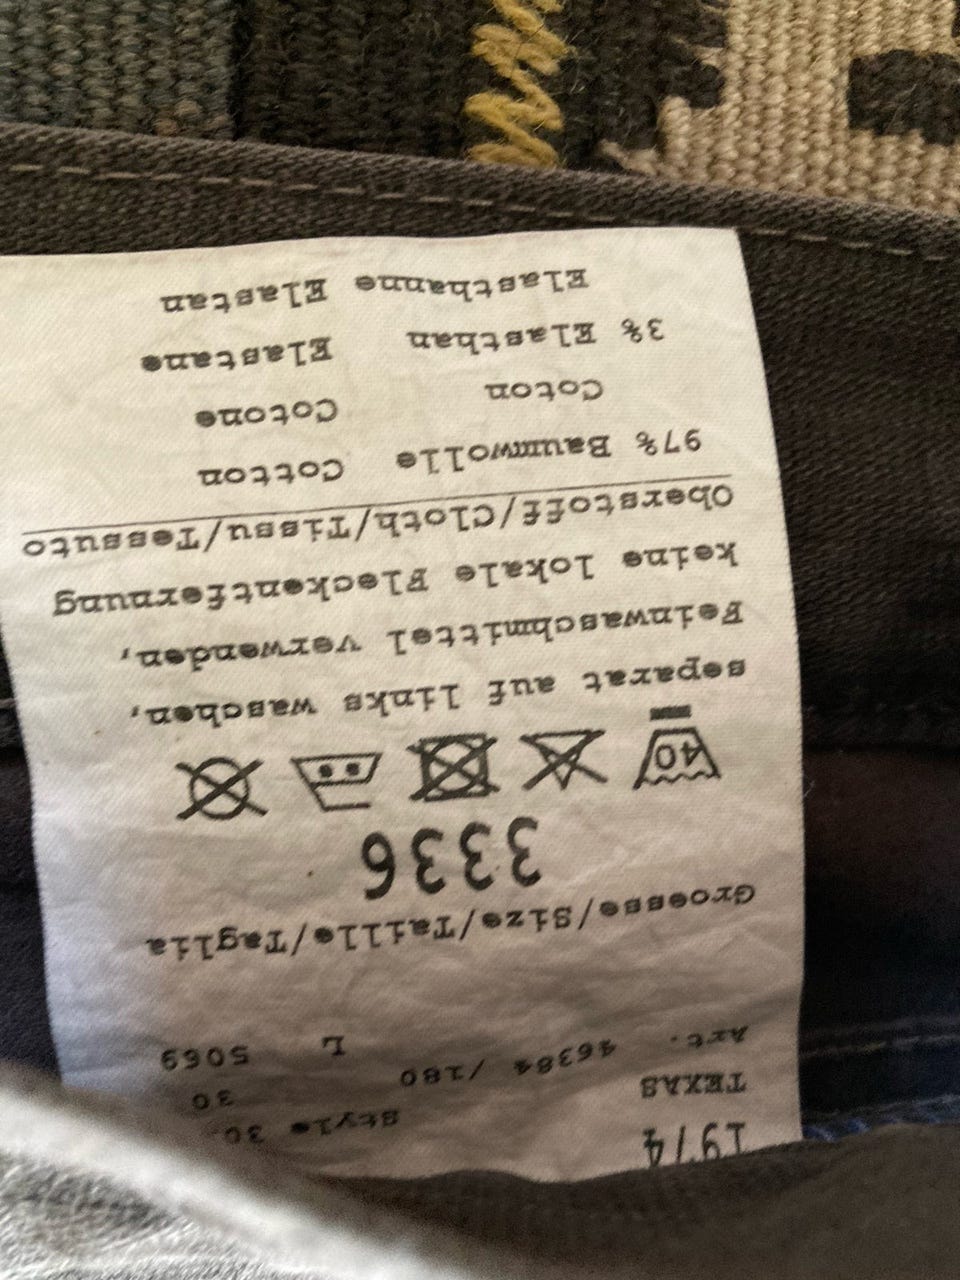 1974
TEXAS Style 30.
30
Art. 46384 /180 L 5069
Groesse/Size/Taille/Taglia
3336
40
separat auf links waschen,
Feinwaschmittel verwenden,
keine lokale Fleckentfernung
Oberstoff/Cloth/Tissu/Tessuto
97% Baumwolle Cotton
Coton Cotone
3% Elasthan Elastane
Elasthanne Elastan